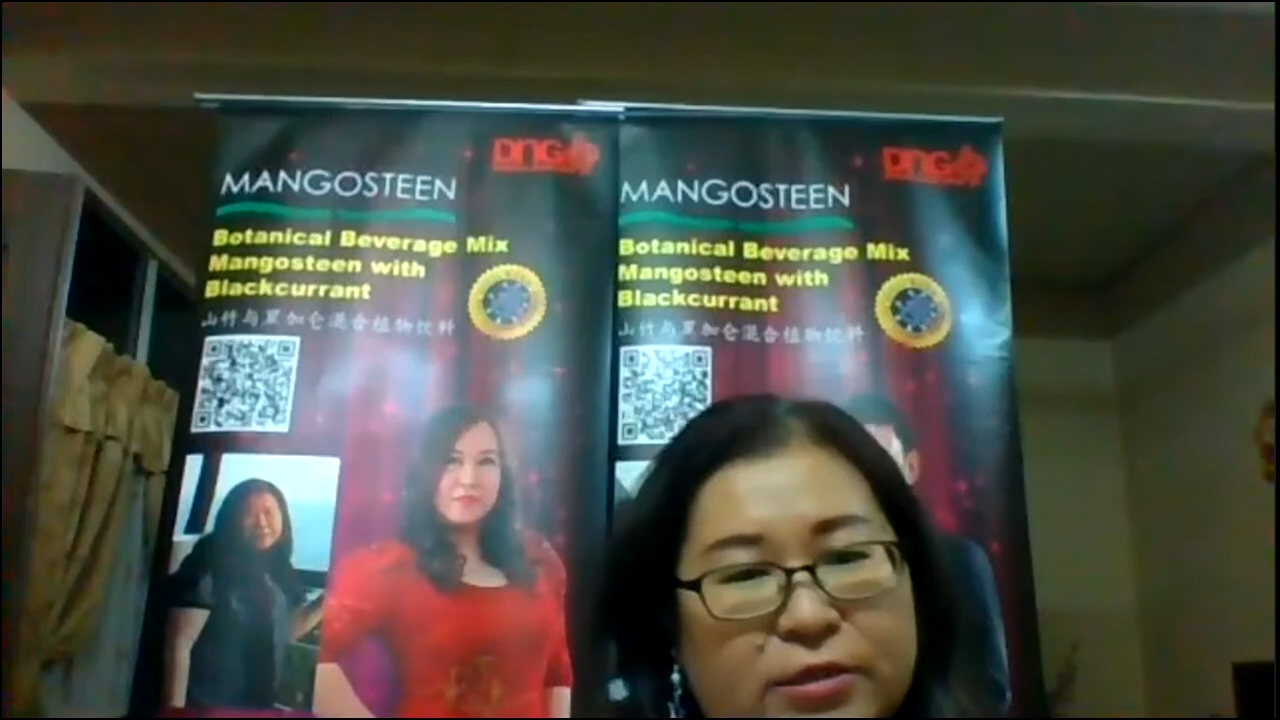 DNG
MANGOSTEEN
Botanical Beverage Mix
Mangosteen with
Blackcurrant
山竹与黑加仑混合植物饮料
DNG
MANGOSTEEN
Botanical Beverage Mix
Mangosteen with
Blackcurrant
山竹与黑加仑混合植物饮料